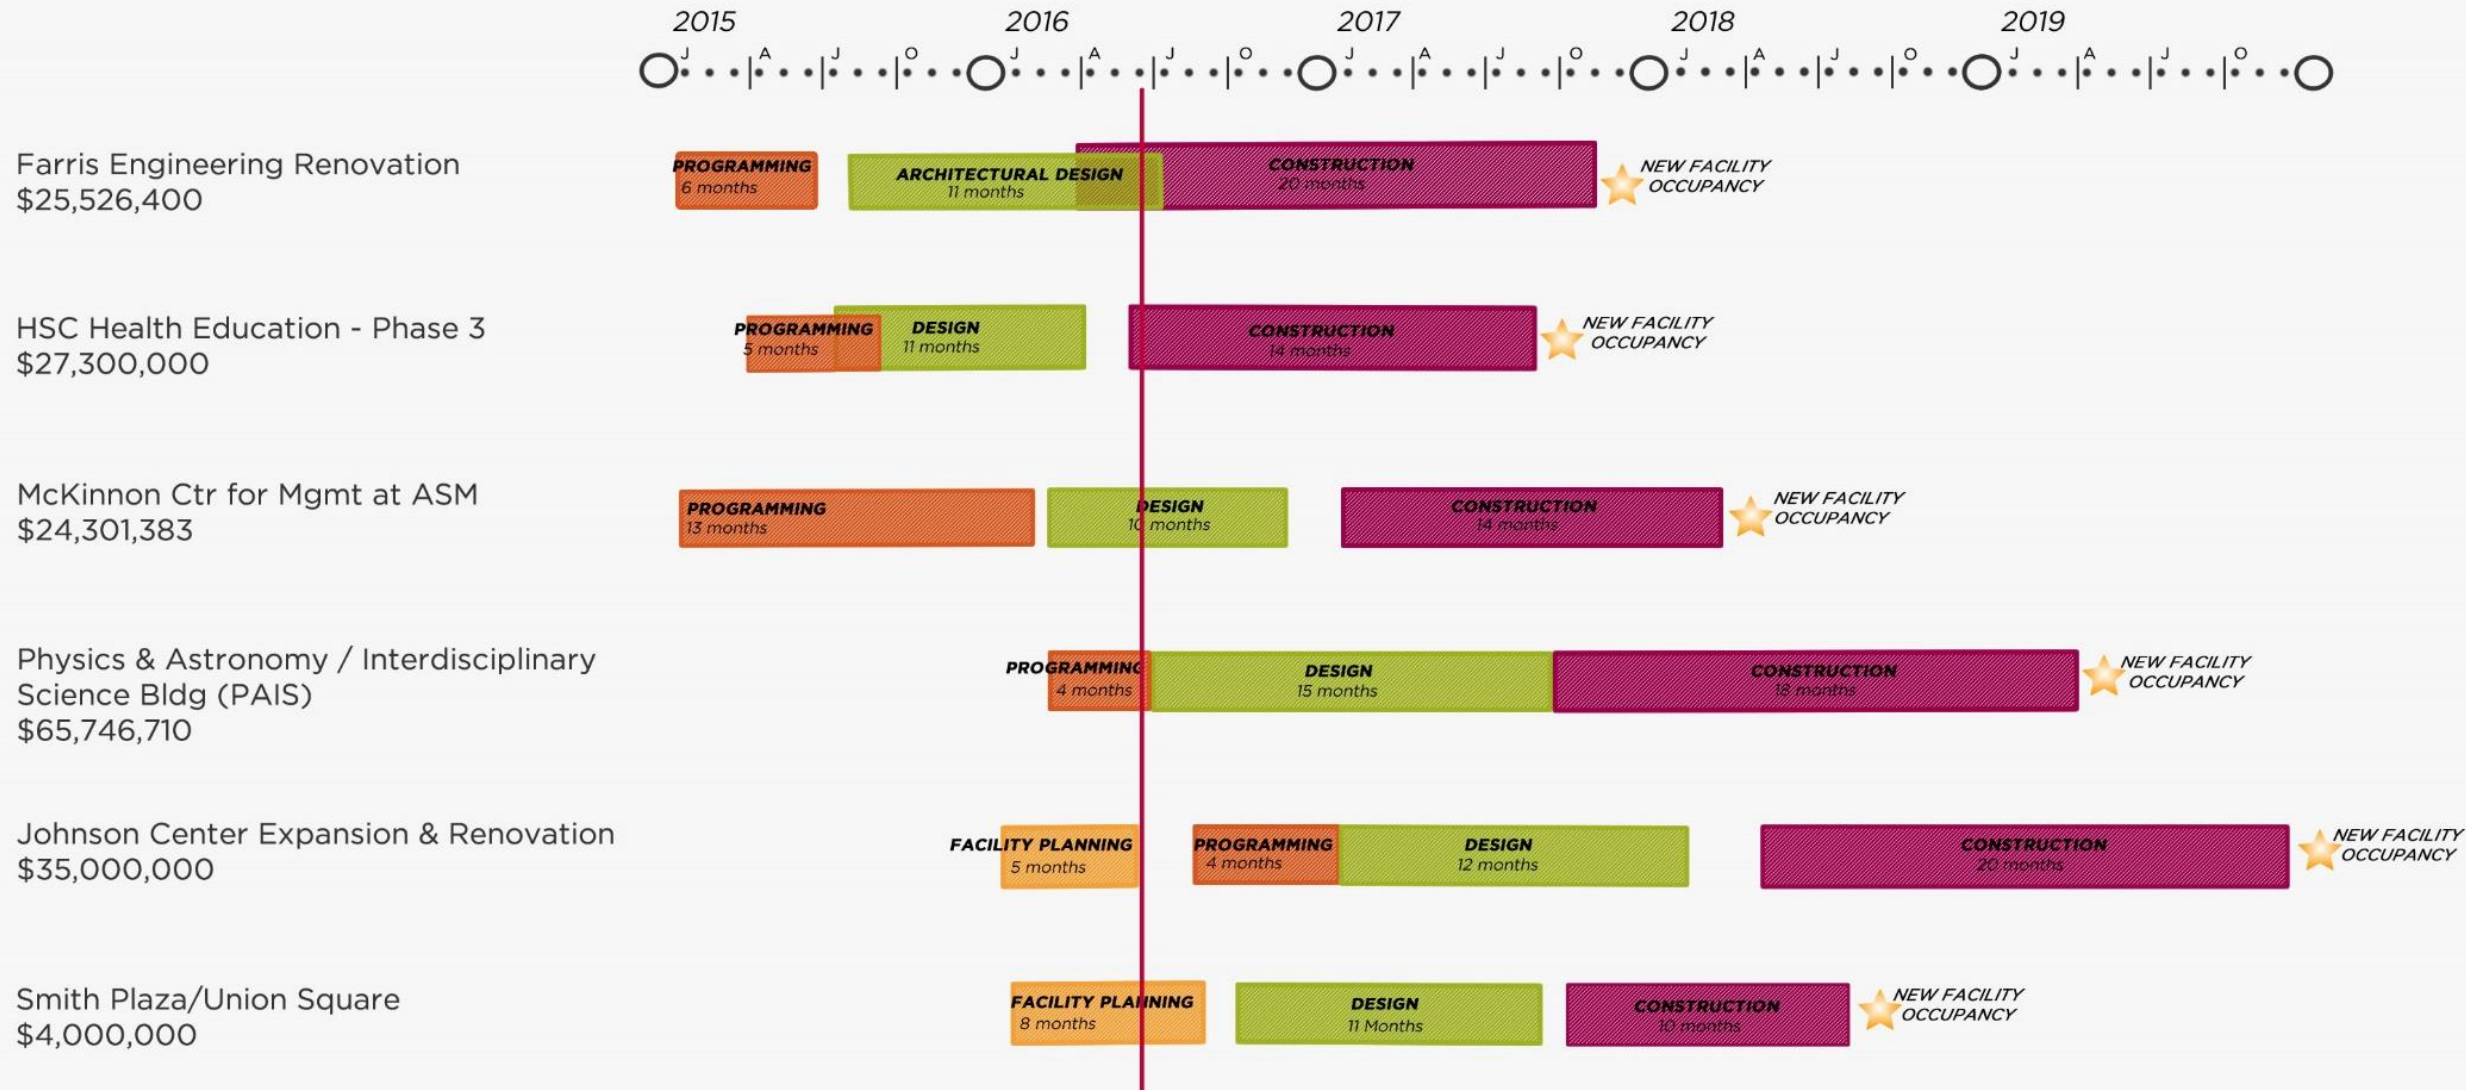 2015 2016 2017 2018 2019
J A J O J A J O J A J O J A J O J A J O
Farris Engineering Renovation
$25,526,400
PROGRAMMING
6 months
ARCHITECTURAL DESIGN
11 months
CONSTRUCTION
20 months
NEW FACILITY
OCCUPANCY
HSC Health Education - Phase 3
$27,300,000
PROGRAMMING
5 months
DESIGN
11 months
CONSTRUCTION
14 months
NEW FACILITY
OCCUPANCY
McKinnon Ctr for Mgmt at ASM
$24,301,383
PROGRAMMING
13 months
DESIGN
10 months
CONSTRUCTION
14 months
NEW FACILITY
OCCUPANCY
Physics & Astronomy / Interdisciplinary
Science Bldg (PAIS)
$65,746,710
PROGRAMMING
4 months
DESIGN
15 months
CONSTRUCTION
18 months
NEW FACILITY
OCCUPANCY
Johnson Center Expansion & Renovation
$35,000,000
FACILITY PLANNING
5 months
PROGRAMMING
4 months
DESIGN
12 months
CONSTRUCTION
20 months
NEW FACILITY
OCCUPANCY
Smith Plaza/Union Square
$4,000,000
FACILITY PLANNING
8 months
DESIGN
11 Months
CONSTRUCTION
10 months
NEW FACILITY
OCCUPANCY